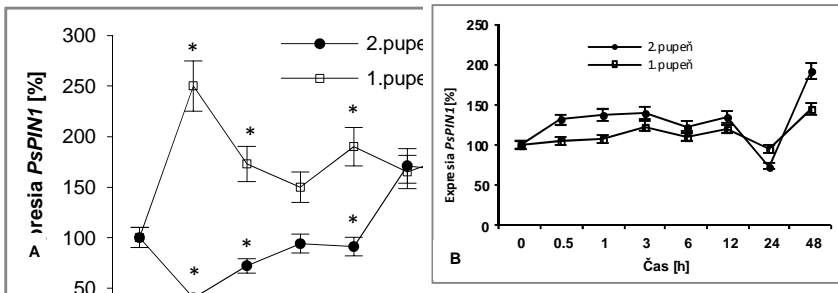 300
250
200
150
100
50
presia PsPIN1 [%]
A
* * * * * *
2.pupe
1.pupe
250
200
150
100
50
0
Expresia PsPIN1 [%]
2.pupeň
1.pupeň
0 0.5 1 3 6 12 24 48
Čas [h]
B